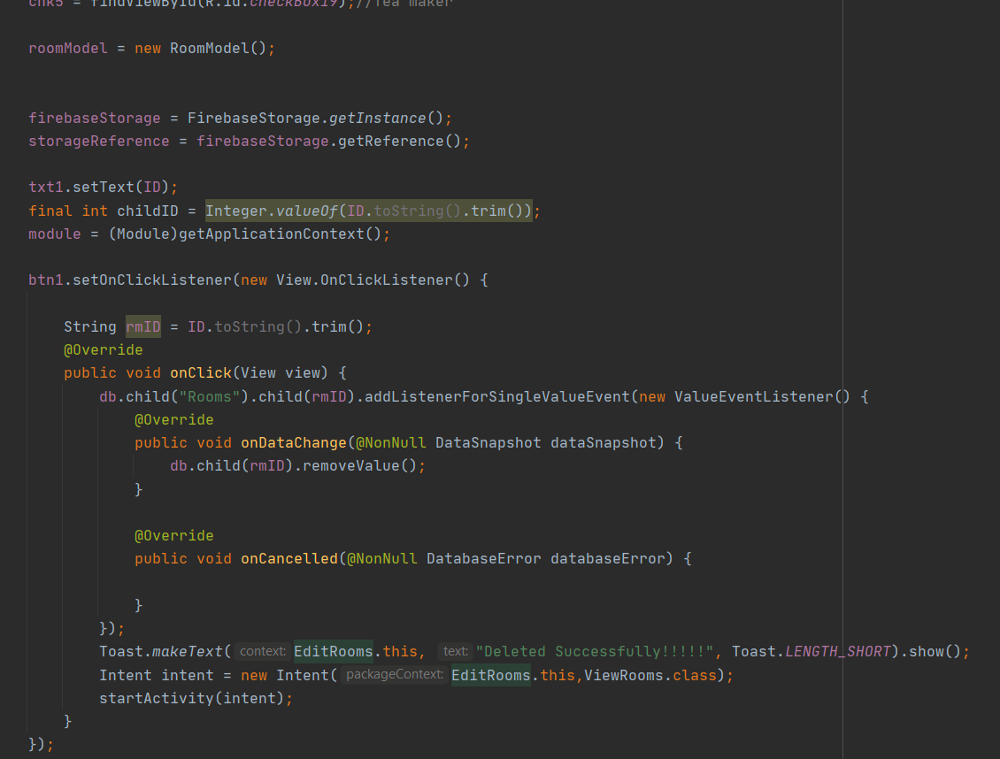 chk5 = findViewById(R.id.checkBox19);//Tea maker
roomModel = new RoomModel();
firebaseStorage = FirebaseStorage.getInstance();
storageReference = firebaseStorage.getReference();
txt1.setText(ID);
final int childID = Integer.valueOf(ID.toString().trim());
module = (Module)getApplicationContext();
btn1.setOnClickListener(new View.OnClickListener() {
String rmID = ID.toString().trim();
@Override
public void onClick(View view) {
db.child("Rooms").child(rmID).addListenerForSingleValueEvent(new ValueEventListener() {
@Override
public void onDataChange(@NonNull DataSnapshot dataSnapshot) {
db.child(rmID).removeValue();
}
@Override
public void onCancelled(@NonNull DatabaseError databaseError) {
}
});
Toast.makeText( context: EditRooms.this, text: "Deleted Successfully!!!!!", Toast.LENGTH_SHORT).show();
Intent intent = new Intent( packageContext: EditRooms.this,ViewRooms.class);
startActivity(intent);
}
});